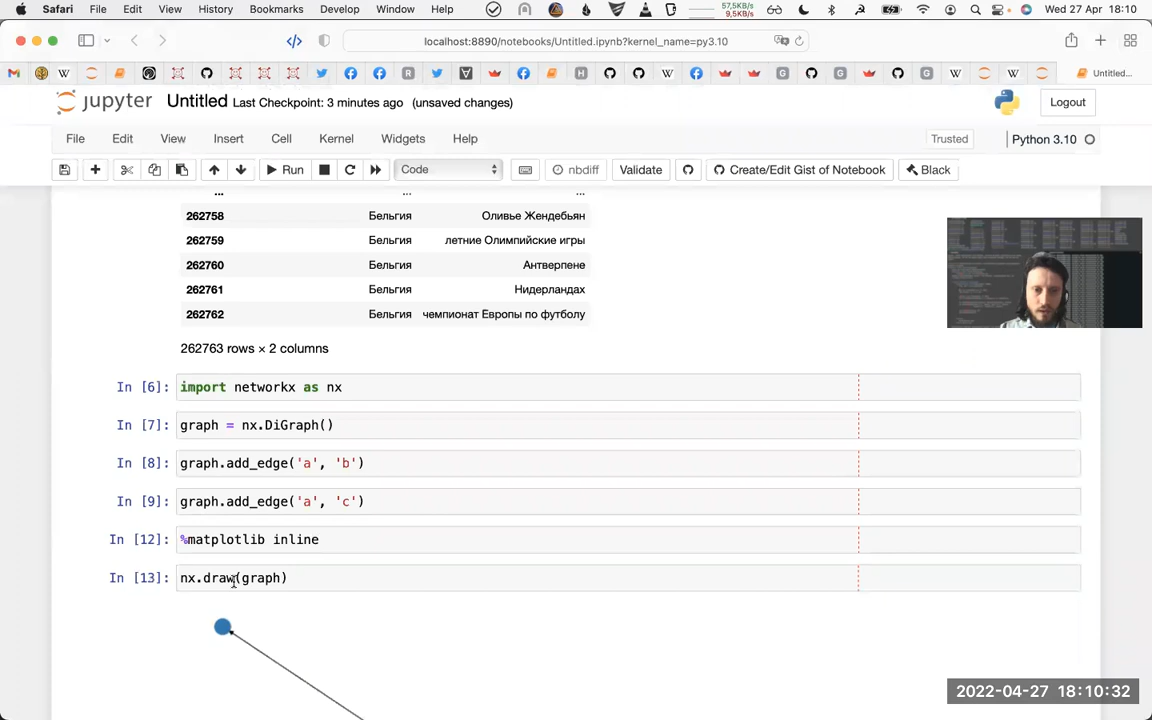 Safari File Edit View History Bookmarks Develop Window Help 57,5KB/s 9,5KB/s Wed 27 Apr 18:10
localhost:8890/notebooks/Untitled.ipynb?kernel_name=py3.10
Untitled...
jupyter Untitled Last Checkpoint: 3 minutes ago (unsaved changes) Logout
File Edit View Insert Cell Kernel Widgets Help Trusted Python 3.10
Run Code nbdiff Validate Create/Edit Gist of Notebook Black
... ... ...
262758 Бельгия Оливье Жендебьян
262759 Бельгия летние Олимпийские игры
262760 Бельгия Антверпене
262761 Бельгия Нидерландах
262762 Бельгия чемпионат Европы по футболу
262763 rows × 2 columns
In [6]: import networkx as nx
In [7]: graph = nx.DiGraph()
In [8]: graph.add_edge('a', 'b')
In [9]: graph.add_edge('a', 'c')
In [12]: %matplotlib inline
In [13]: nx.draw(graph)
2022-04-27 18:10:32